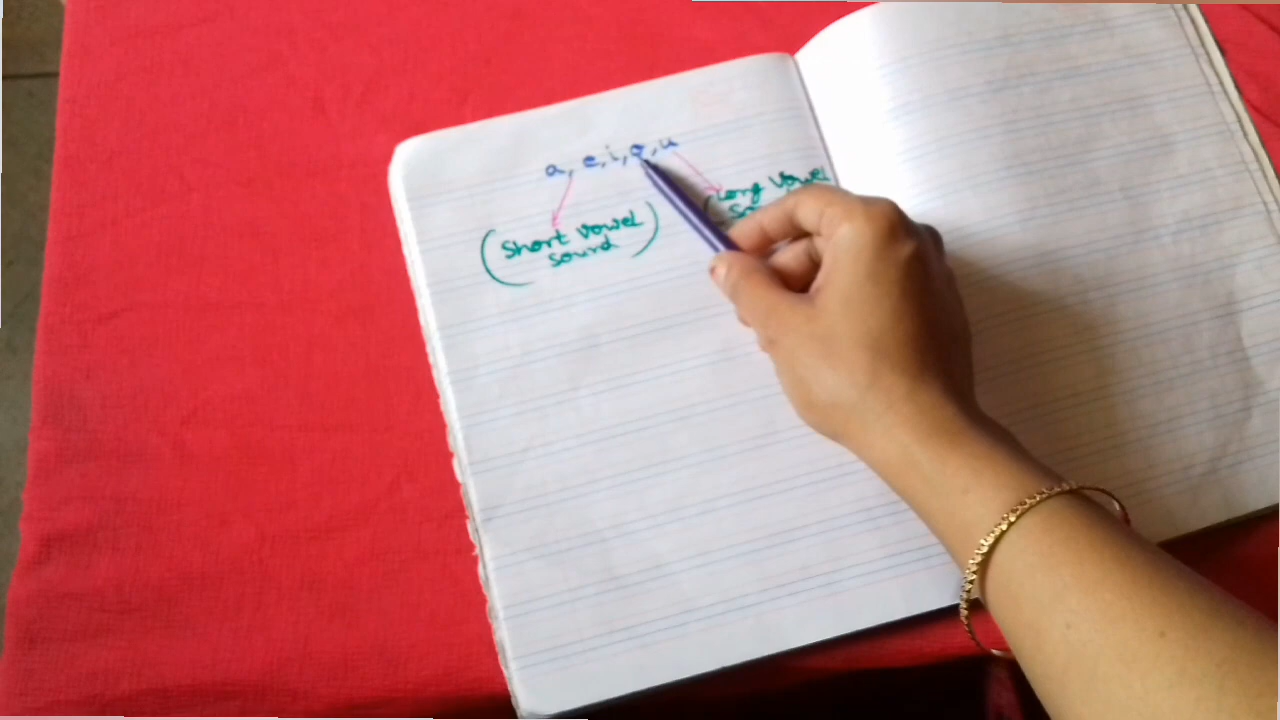 a, e, i, o, u
(Short vowel
sound)
(Long vowel